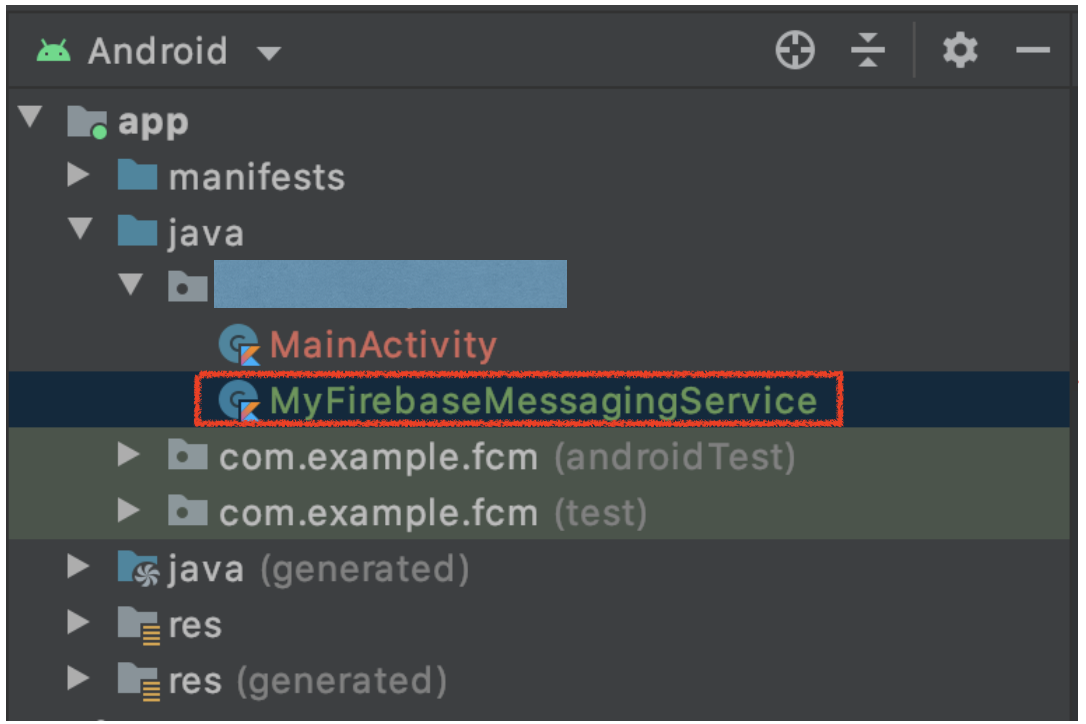 Android
app
manifests
java
MainActivity
MyFirebaseMessagingService
com.example.fcm (androidTest)
com.example.fcm (test)
java (generated)
res
res (generated)